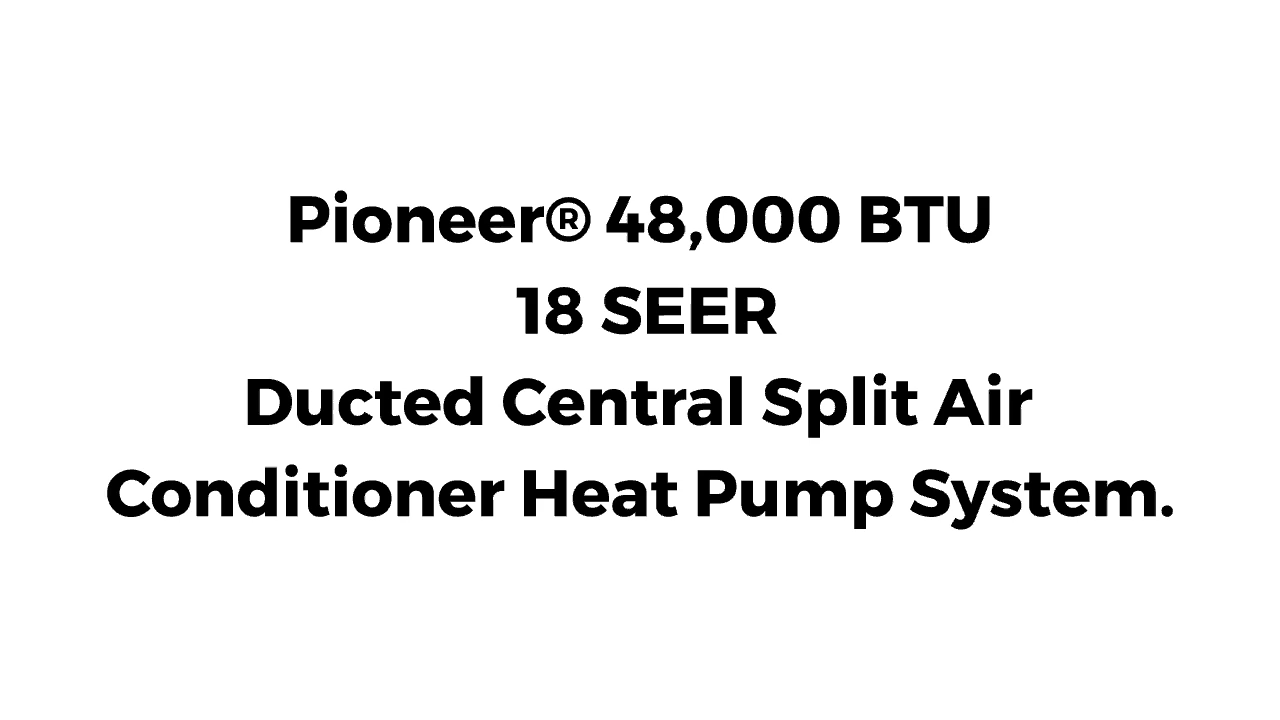 Pioneer® 48,000 BTU
18 SEER
Ducted Central Split Air
Conditioner Heat Pump System.